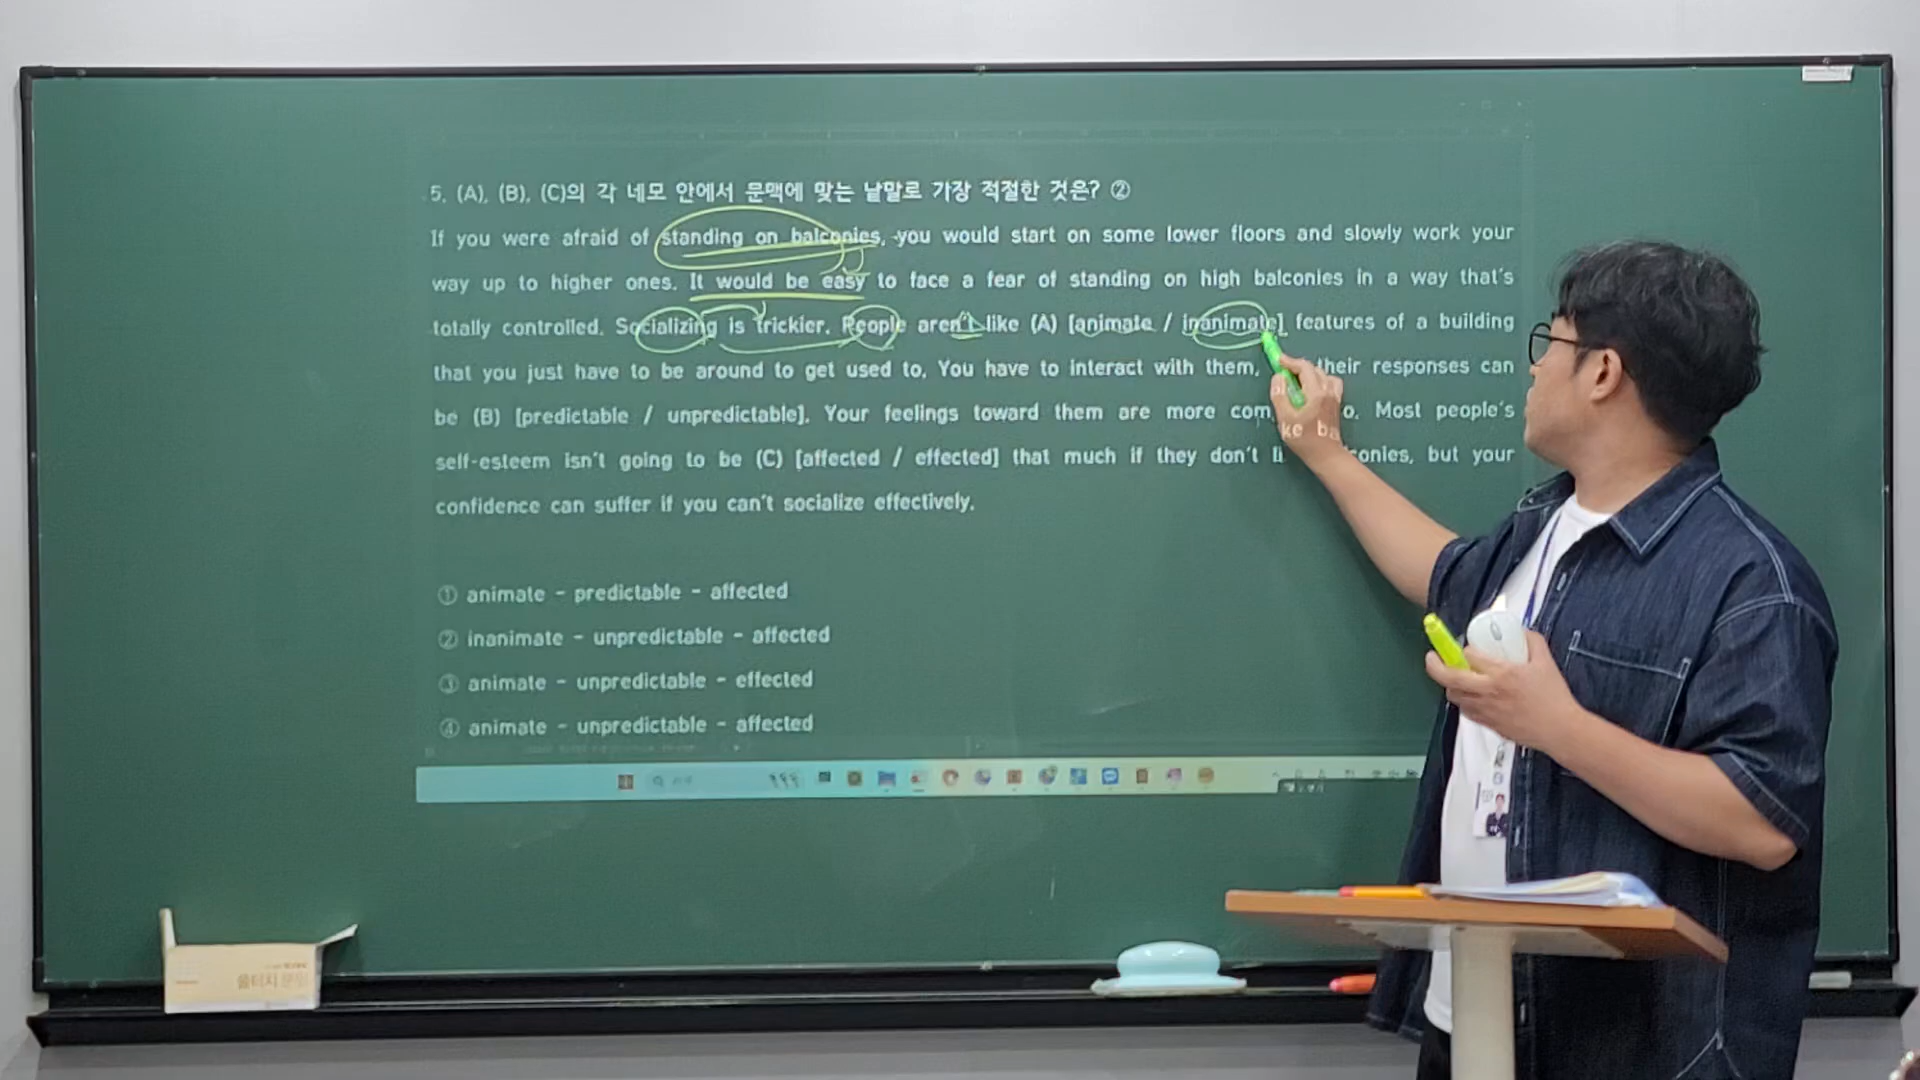 5, (A), (B), (C)의 각 네모 안에서 문맥에 맞는 낱말로 가장 적절한 것은? ②
If you were afraid of standing on balconies, you would start on some lower floors and slowly work your
way up to higher ones. It would be easy to face a fear of standing on high balconies in a way that's
totally controlled. Socializing is trickier. People aren't like (A) [animate / inanimate] features of a building
that you just have to be around to get used to. You have to interact with them, their responses can
be (B) [predictable / unpredictable]. Your feelings toward them are more com o. Most people's
self-esteem isn't going to be (C) [affected / effected] that much if they don't li conies, but your
confidence can suffer if you can't socialize effectively.
① animate - predictable - affected
② inanimate - unpredictable - affected
③ animate - unpredictable - effected
④ animate - unpredictable - affected